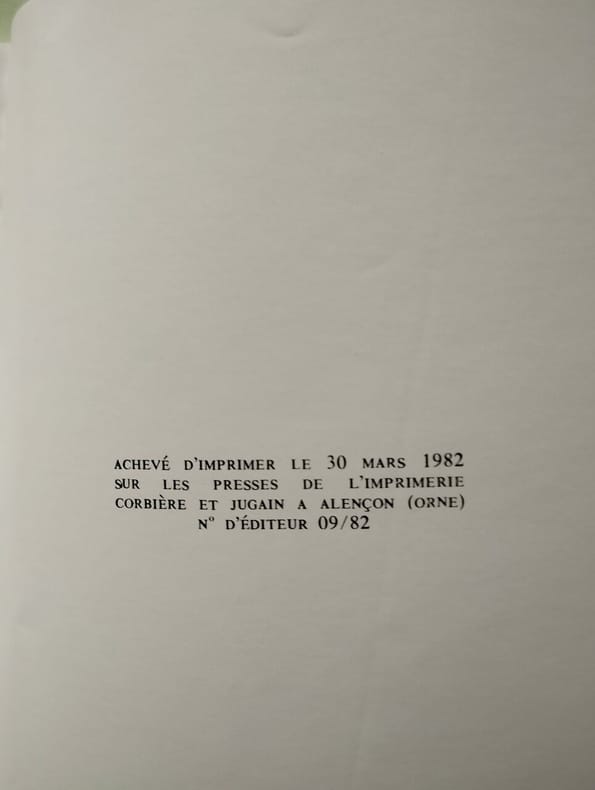 ACHEVÉ D'IMPRIMER LE 30 MARS 1982
SUR LES PRESSES DE L'IMPRIMERIE
CORBIÈRE ET JUGAIN A ALENÇON (ORNE)
N° D'ÉDITEUR 09/82